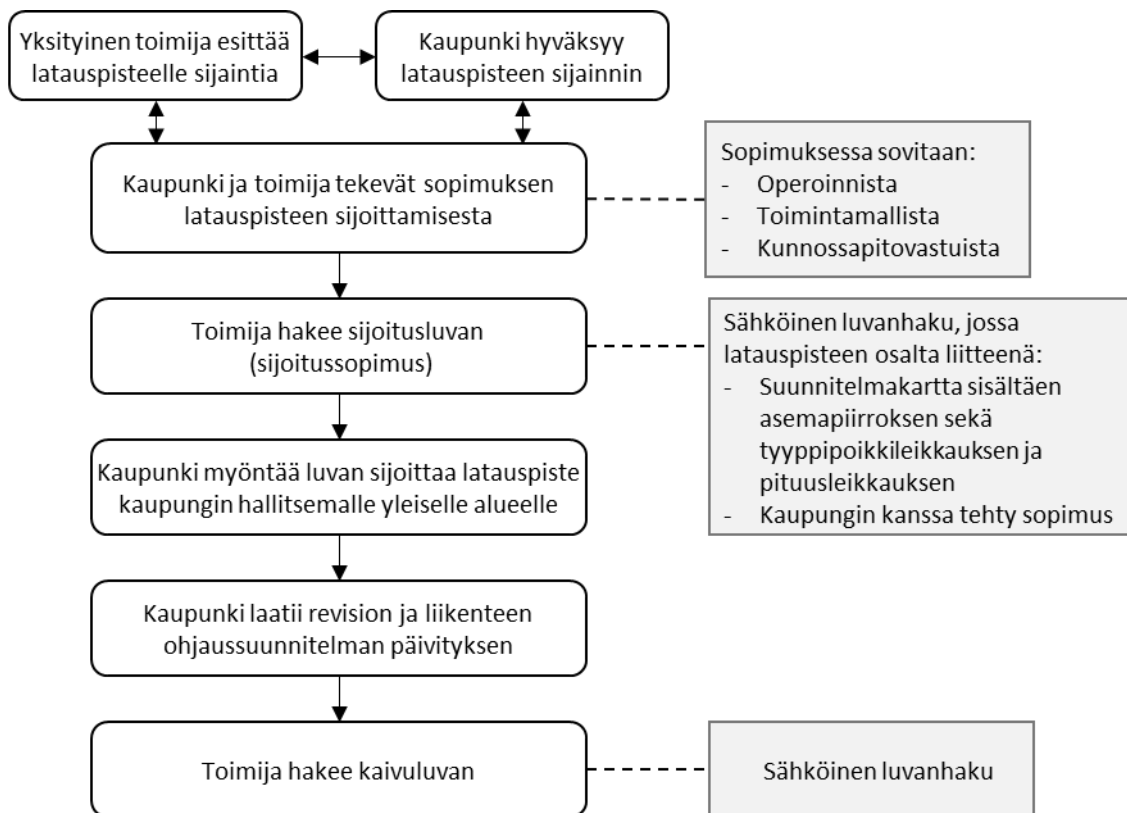 Yksityinen toimija esittää
latauspisteelle sijaintia
Kaupunki hyväksyy
latauspisteen sijainnin
Kaupunki ja toimija tekevät sopimuksen
latauspisteen sijoittamisesta
Sopimuksessa sovitaan:
- Operoinnista
- Toimintamallista
- Kunnossapitovastuista
Toimija hakee sijoitusluvan
(sijoitussopimus)
Sähköinen luvanhaku, jossa
latauspisteen osalta liitteenä:
- Suunnitelmakartta sisältäen
asemapiirroksen sekä
tyyppipoikkileikkauksen ja
pituusleikkauksen
- Kaupungin kanssa tehty sopimus
Kaupunki myöntää luvan sijoittaa latauspiste
kaupungin hallitsemalle yleiselle alueelle
Kaupunki laatii revision ja liikenteen
ohjaussuunnitelman päivityksen
Toimija hakee kaivuluvan
Sähköinen luvanhaku